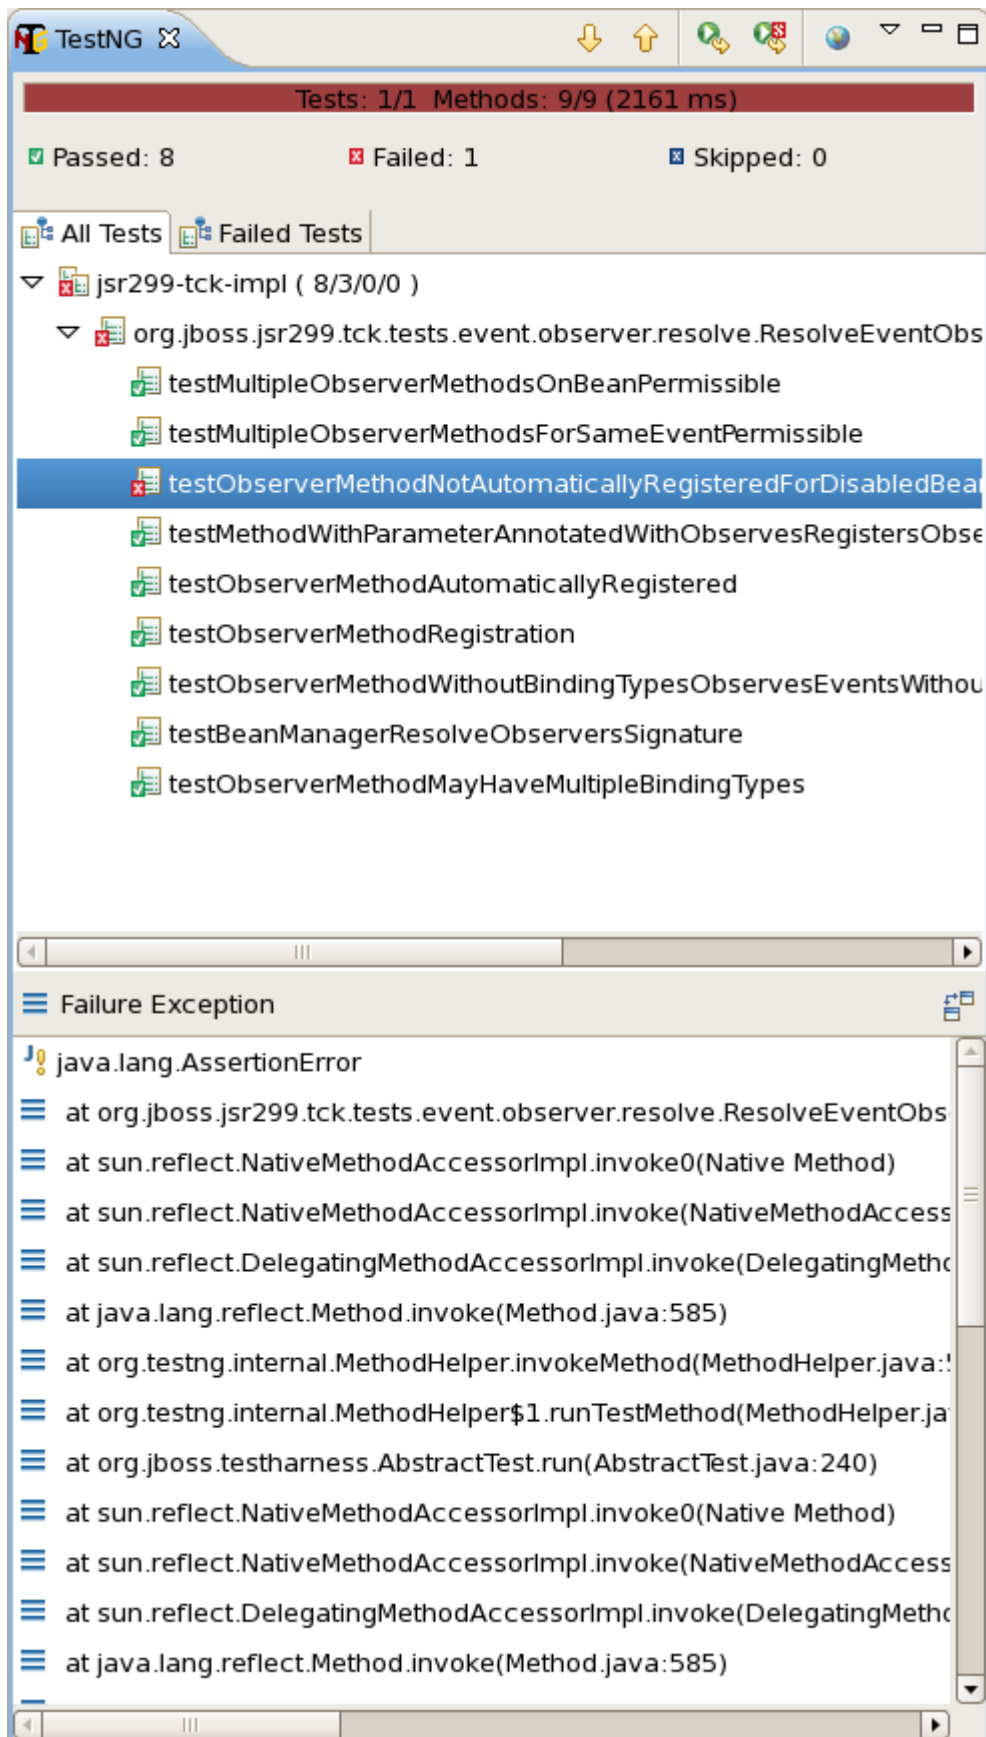 TestNG
Tests: 1/1 Methods: 9/9 (2161 ms)
Passed: 8 Failed: 1 Skipped: 0
All Tests Failed Tests
jsr299-tck-impl ( 8/3/0/0 )
org.jboss.jsr299.tck.tests.event.observer.resolve.ResolveEventObs
testMultipleObserverMethodsOnBeanPermissible
testMultipleObserverMethodsForSameEventPermissible
testObserverMethodNotAutomaticallyRegisteredForDisabledBea
testMethodWithParameterAnnotatedWithObservesRegistersObse
testObserverMethodAutomaticallyRegistered
testObserverMethodRegistration
testObserverMethodWithoutBindingTypesObservesEventsWithou
testBeanManagerResolveObserversSignature
testObserverMethodMayHaveMultipleBindingTypes
Failure Exception
java.lang.AssertionError
at org.jboss.jsr299.tck.tests.event.observer.resolve.ResolveEventObs
at sun.reflect.NativeMethodAccessorImpl.invoke0(Native Method)
at sun.reflect.NativeMethodAccessorImpl.invoke(NativeMethodAccess
at sun.reflect.DelegatingMethodAccessorImpl.invoke(DelegatingMetho
at java.lang.reflect.Method.invoke(Method.java:585)
at org.testng.internal.MethodHelper.invokeMethod(MethodHelper.java:5
at org.testng.internal.MethodHelper$1.runTestMethod(MethodHelper.ja
at org.jboss.testharness.AbstractTest.run(AbstractTest.java:240)
at sun.reflect.NativeMethodAccessorImpl.invoke0(Native Method)
at sun.reflect.NativeMethodAccessorImpl.invoke(NativeMethodAccess
at sun.reflect.DelegatingMethodAccessorImpl.invoke(DelegatingMetho
at java.lang.reflect.Method.invoke(Method.java:585)